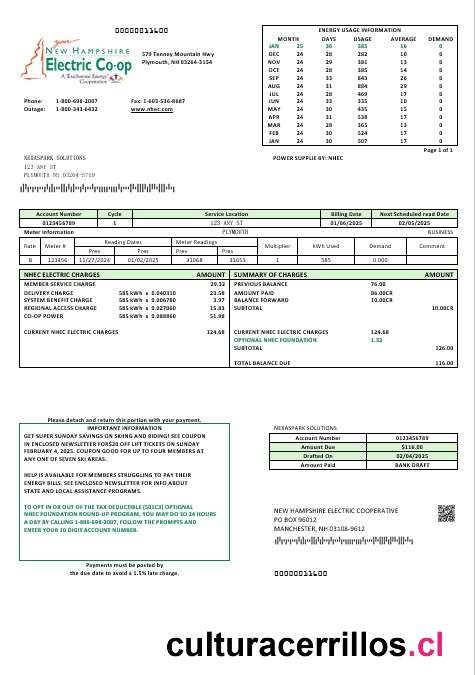 00000011600
Your
NEW HAMPSHIRE
Electric Co-op
A Touchstone Energy® Cooperative
579 Tenney Mountain Hwy
Plymouth, NH 03264-3154
Phone: 1-800-698-2007 Fax: 1-603-536-8687
Outage: 1-800-343-6432 www.nhec.com
ENERGY USAGE INFORMATION
MONTH DAYS USAGE AVERAGE DEMAND
JAN 25 36 585 16 0
DEC 24 28 282 10 0
NOV 24 29 381 13 0
OCT 24 28 385 14 0
SEP 24 33 843 26 0
AUG 24 31 884 29 0
JUL 24 28 469 17 0
JUN 24 33 335 10 0
MAY 24 30 435 15 0
APR 24 31 538 17 0
MAR 24 28 365 13 0
FEB 24 30 524 17 0
JAN 24 30 507 17 0
Page 1 of 1
POWER SUPPLIE BY: NHEC
NEXASPARK SOLUTIONS
123 ANY ST
PLYMOUTH NH 03264-5789
Account Number Cycle Service Location Billing Date Next Scheduled read Date
0123456789 1 123 ANY ST 01/06/2025 02/05/2025
Meter Information PLYMOUTH BUSINESS
Rate Meter # Reading Dates Meter Readings Multiplier kWh Used Demand Comment
Prev Pres Prev Pres
B 123456 11/27/2024 01/02/2025 31068 31653 1 585 0.000
NHEC ELECTRIC CHARGES AMOUNT
MEMBER SERVICE CHARGE 29.32
DELIVERY CHARGE 585 kWh x 0.040310 23.58
SYSTEM BENEFIT CHARGE 585 kWh x 0.006780 3.97
REGIONAL ACCESS CHARGE 585 kWh x 0.027060 15.83
CO-OP POWER 585 kWh x 0.088860 51.98
CURRENT NHEC ELECTRIC CHARGES 124.68
SUMMARY OF CHARGES AMOUNT
PREVIOUS BALANCE 76.00
AMOUNT PAID 86.00CR
BALANCE FORWARD 10.00CR
SUBTOTAL 10.00CR
CURRENT NHEC ELECTRIC CHARGES 124.68
OPTIONAL NHEC FOUNDATION 1.32
SUBTOTAL 126.00
TOTAL BALANCE DUE 116.00
Please detach and return this portion with your payment.
IMPORTANT INFORMATION
GET SUPER SUNDAY SAVINGS ON SKIING AND RIDING! SEE COUPON
IN ENCLOSED NEWSLETTER FOR$20 OFF LIFT TICKETS ON SUNDAY
FEBRUARY 4, 2025. COUPON GOOD FOR UP TO FOUR MEMBERS AT
ANY ONE OF SEVEN SKI AREAS.
HELP IS AVAILABLE FOR MEMBERS STRUGGLING TO PAY THEIR
ENERGY BILLS. SEE ENCLOSED NEWSLETTER FOR INFO ABOUT
STATE AND LOCAL ASSISTANCE PROGRAMS.
TO OPT IN OR OUT OF THE TAX DEDUCTIBLE (501C3) OPTIONAL
NHEC FOUNDATION ROUND-UP PROGRAM, YOU MAY DO SO 24 HOURS
A DAY BY CALLING 1-800-698-2007, FOLLOW THE PROMPTS AND
ENTER YOUR 10 DIGIT ACCOUNT NUMBER.
Payments must be posted by
the due date to avoid a 1.5% late charge.
NEXASPARK SOLUTIONS
Account Number 0123456789
Amount Due $116.00
Drafted On 02/04/2025
Amount Paid BANK DRAFT
NEW HAMPSHIRE ELECTRIC COOPERATIVE
PO BOX 96012
MANCHESTER, NH 03108-9612
00000011600
culturacerrillos.cl